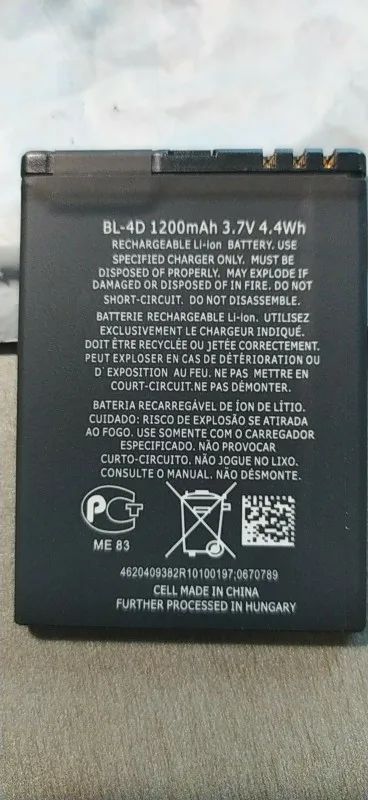 BL-4D 1200mAh 3.7V 4.4Wh
RECHARGEABLE Li-ion BATTERY. USE
SPECIFIED CHARGER ONLY. MUST BE
DISPOSED OF PROPERLY. MAY EXPLODE IF
DAMAGED OR DISPOSED OF IN FIRE. DO NOT
SHORT-CIRCUIT. DO NOT DISASSEMBLE.
BATTERIE RECHARGEABLE Li-ion. UTILISEZ
EXCLUSIVEMENT LE CHARGEUR INDIQUÉ.
DOIT ÊTRE RECYCLÉE OU JETÉE CORRECTEMENT.
PEUT EXPLOSER EN CAS DE DÉTÉRIORATION OU
D´EXPOSITION AU FEU. NE PAS METTRE EN
COURT-CIRCUIT.NE PAS DÉMONTER.
BATERIA RECARREGÁVEL DE ÍON DE LÍTIO.
CUIDADO: RISCO DE EXPLOSÃO SE ATIRADA
AO FOGO. USE SOMENTE COM O CARREGADOR
ESPECIFICADO. NÃO PROVOCAR
CURTO-CIRCUITO. NÃO JOGUE NO LIXO.
CONSULTE O MANUAL. NÃO DESMONTE.
РСТ
ME 83
4620409382R10100197;0670789
CELL MADE IN CHINA
FURTHER PROCESSED IN HUNGARY